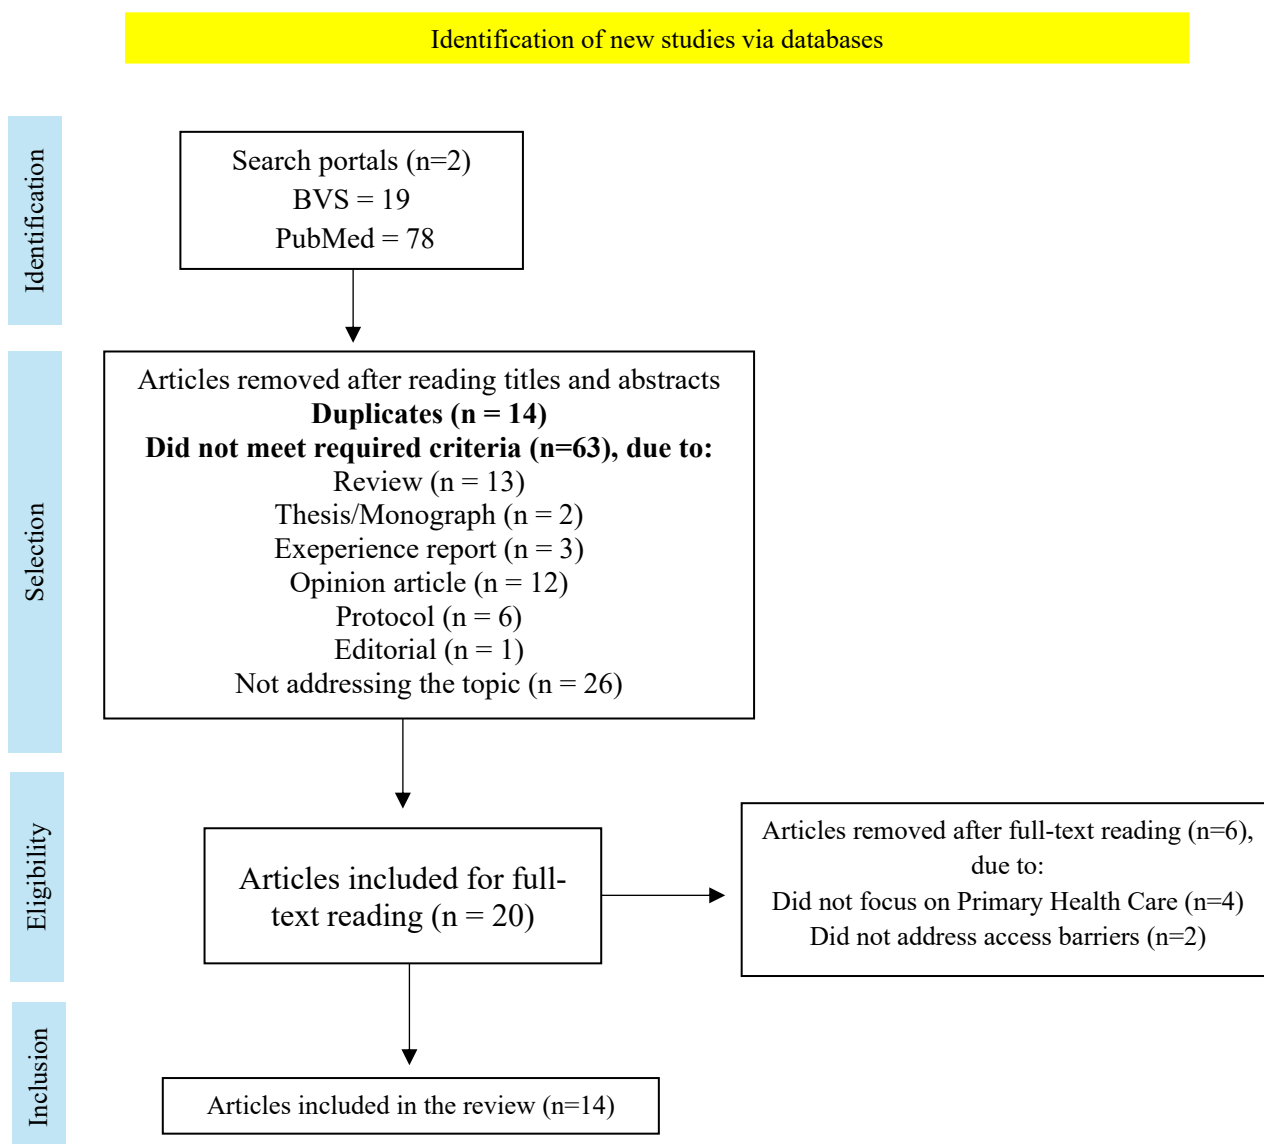 Identification of new studies via databases
Identification
Search portals (n=2)
BVS = 19
PubMed = 78
Selection
Articles removed after reading titles and abstracts
Duplicates (n = 14)
Did not meet required criteria (n=63), due to:
Review (n = 13)
Thesis/Monograph (n = 2)
Exeperience report (n = 3)
Opinion article (n = 12)
Protocol (n = 6)
Editorial (n = 1)
Not addressing the topic (n = 26)
Eligibility
Articles included for full-
text reading (n = 20)
Articles removed after full-text reading (n=6),
due to:
Did not focus on Primary Health Care (n=4)
Did not address access barriers (n=2)
Inclusion
Articles included in the review (n=14)